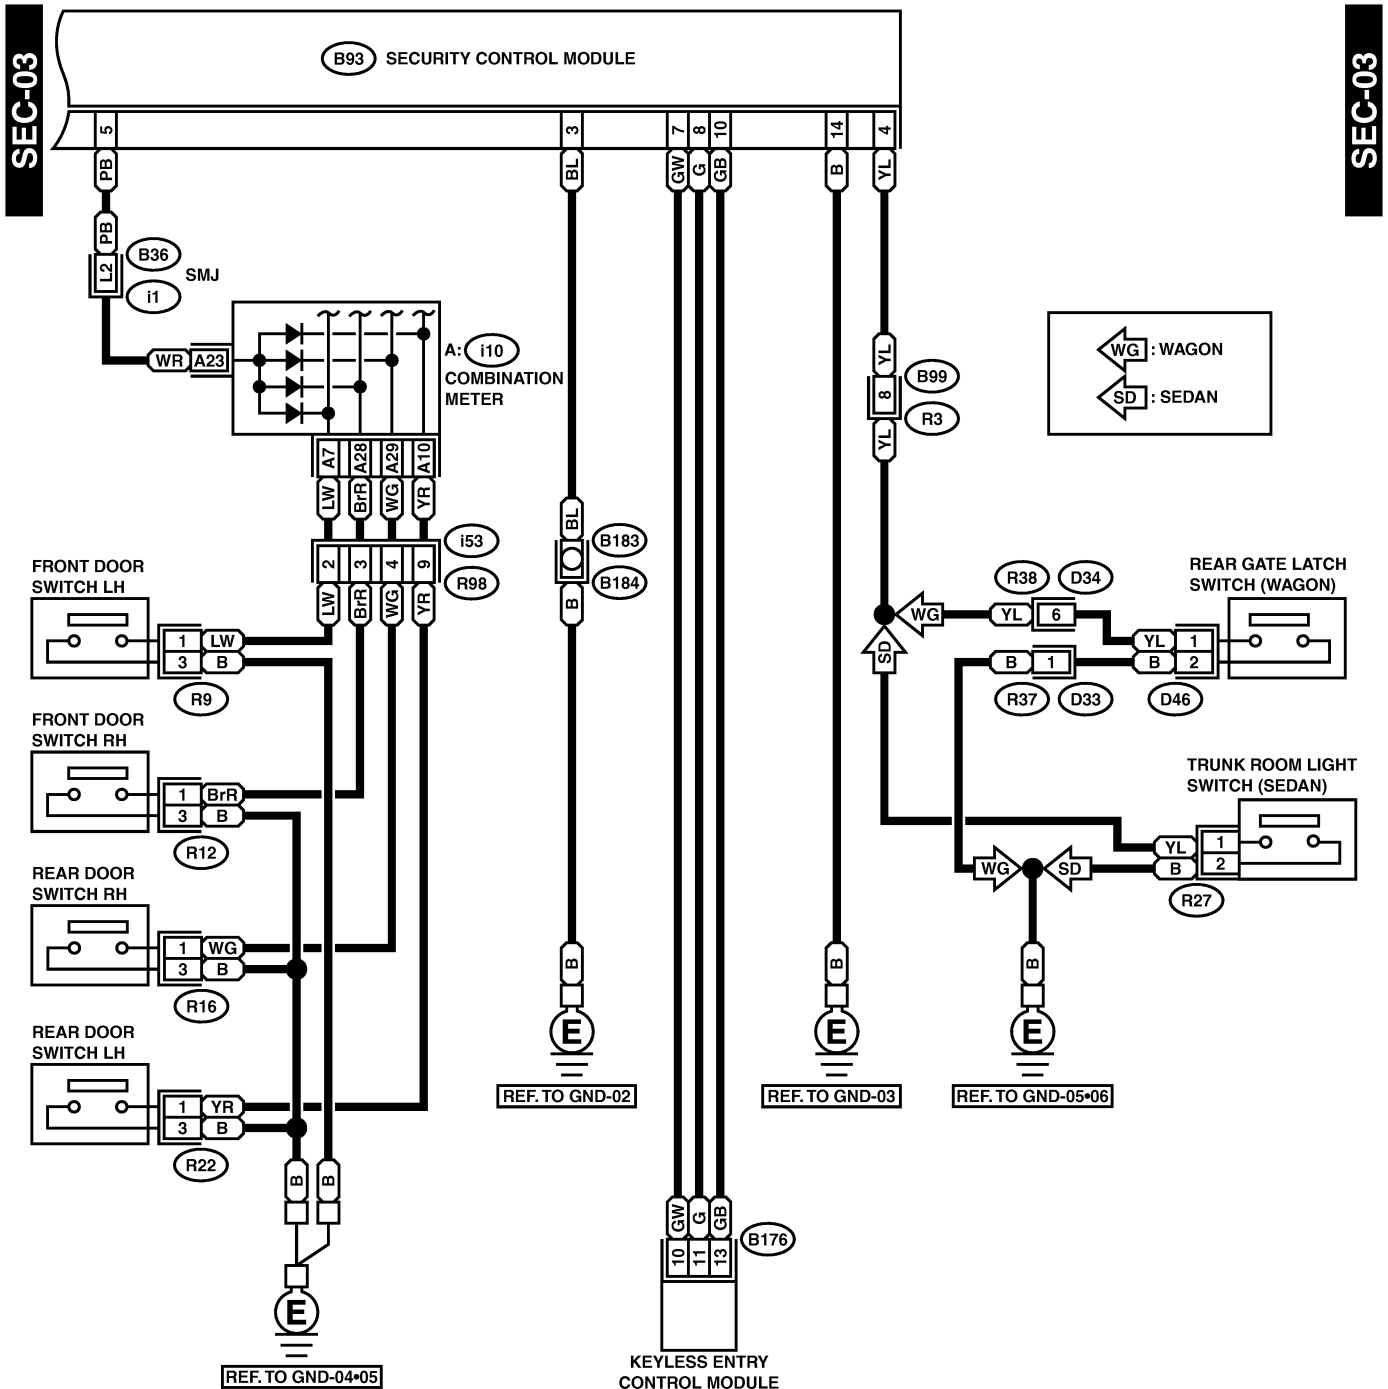 SEC-03
SEC-03
B93 SECURITY CONTROL MODULE
5 3 7 8 10 14 4
PB BL GW G GB B YL
PB
B36
L2 SMJ
i1
WR A23
A: i10
COMBINATION
METER
A7 A28 A29 A10
LW BrR WG YR
i53
2 3 4 9
R98
LW BrR WG YR
YL
B99
8
R3
YL
WG : WAGON
SD : SEDAN
BL
B183
B184
B
FRONT DOOR
SWITCH LH
1 LW
3 B
R9
FRONT DOOR
SWITCH RH
1 BrR
3 B
R12
REAR DOOR
SWITCH RH
1 WG
3 B
R16
REAR DOOR
SWITCH LH
1 YR
3 B
R22
B B
E
REF. TO GND-04•05
B
E
REF. TO GND-02
B
E
REF. TO GND-03
REAR GATE LATCH
SWITCH (WAGON)
R38 D34
WG YL 6
YL 1
SD
B 1
B 2
R37 D33 D46
TRUNK ROOM LIGHT
SWITCH (SEDAN)
YL 1
WG SD B 2
R27
B
E
REF. TO GND-05•06
GW G GB
10 11 13
B176
KEYLESS ENTRY
CONTROL MODULE